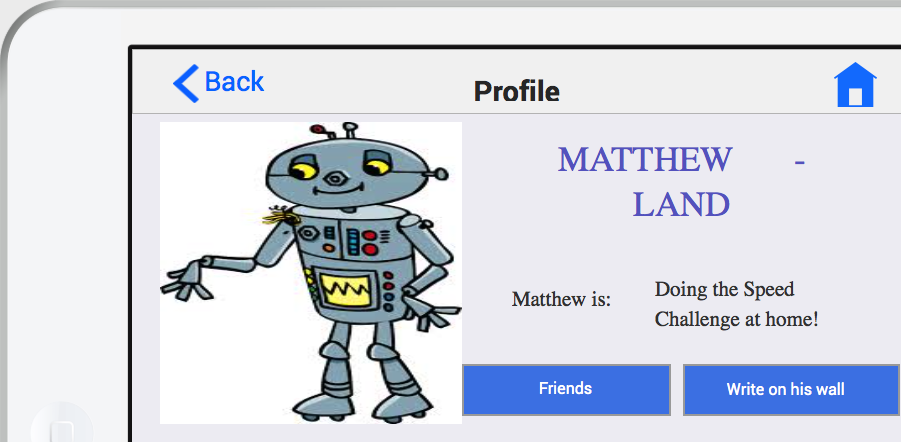 Back
Profile
MATTHEW -
LAND
Matthew is:
Doing the Speed
Challenge at home!
Friends
Write on his wall